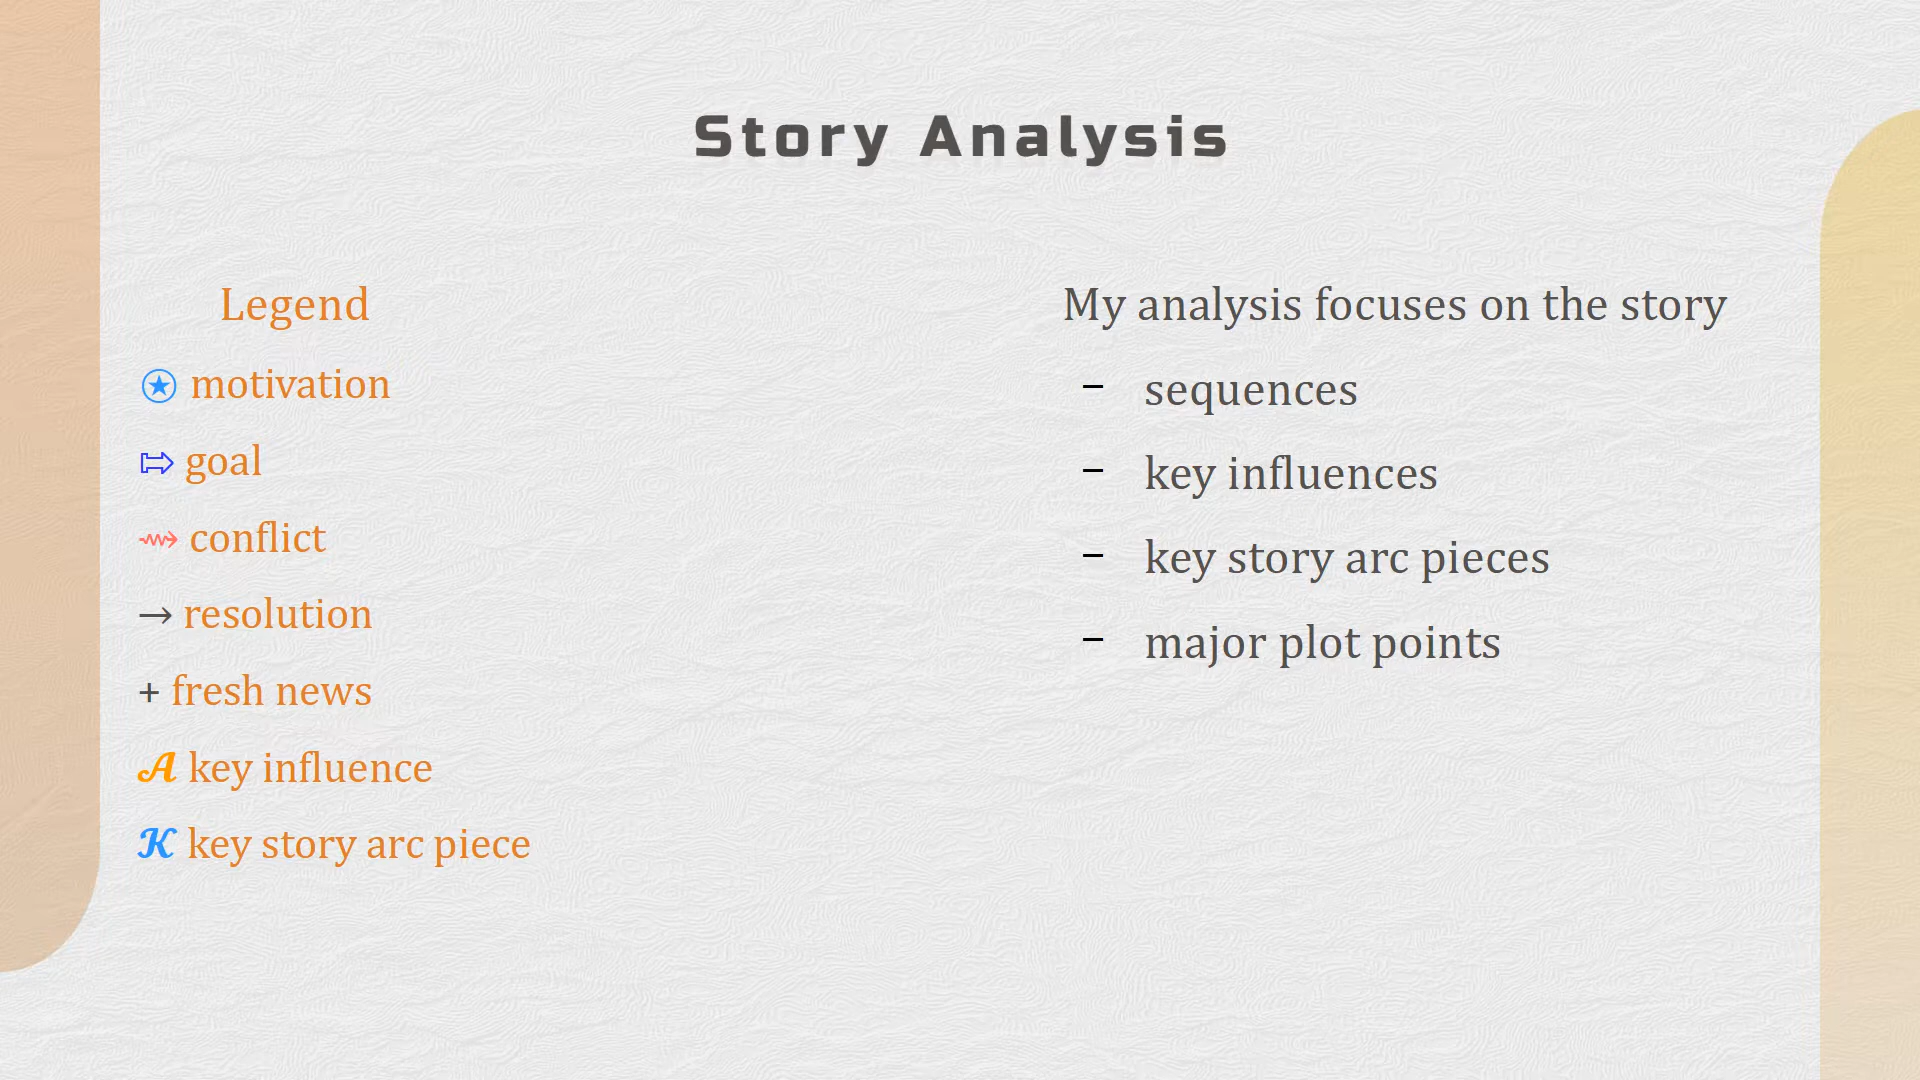 Story Analysis
Legend
✪ motivation
⇰ goal
⇝ conflict
→ resolution
+ fresh news
𝓐 key influence
𝓚 key story arc piece
My analysis focuses on the story
– sequences
– key influences
– key story arc pieces
– major plot points